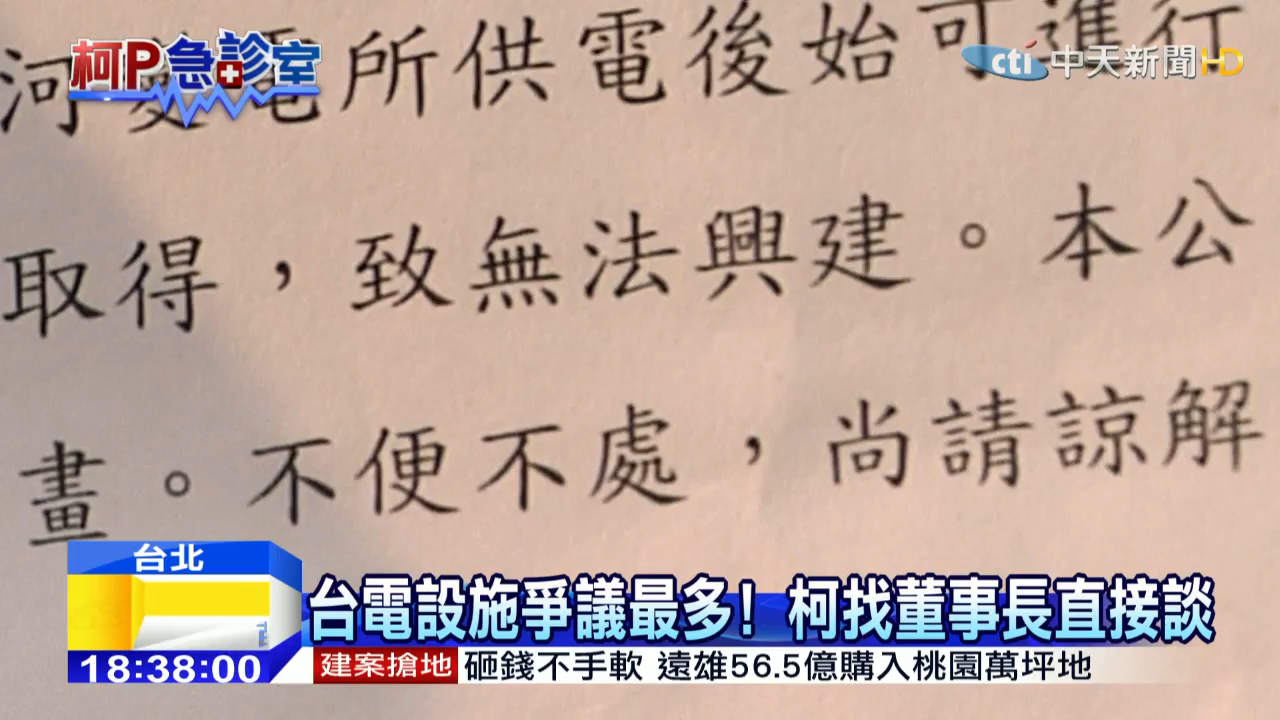 柯P急診室
cti中天新聞HD
河變電所供電後始可進行
取得，致無法興建。本公
畫。不便不處，尚請諒解
台北
台電設施爭議最多! 柯找董事長直接談
18:38:00
建案搶地 砸錢不手軟 遠雄56.5億購入桃園萬坪地